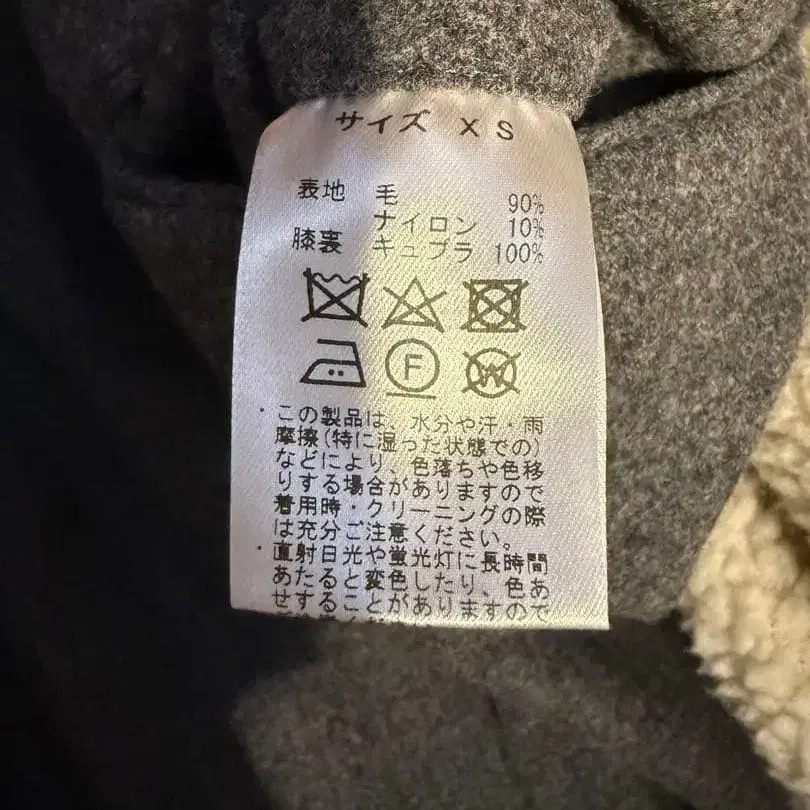 サイズ XS
表地 毛 90%
ナイロン 10%
膝裏 キュプラ 100%
F
W
・この製品は、水分や汗・雨
摩擦(特に湿った状態での)
などにより、色落ちや色移
りする場合がありますので
着用時・クリーニングの際
は充分ご注意ください。
・直射日光や蛍光灯に長時間
あたると変色したり、色あ
せすることがありますので